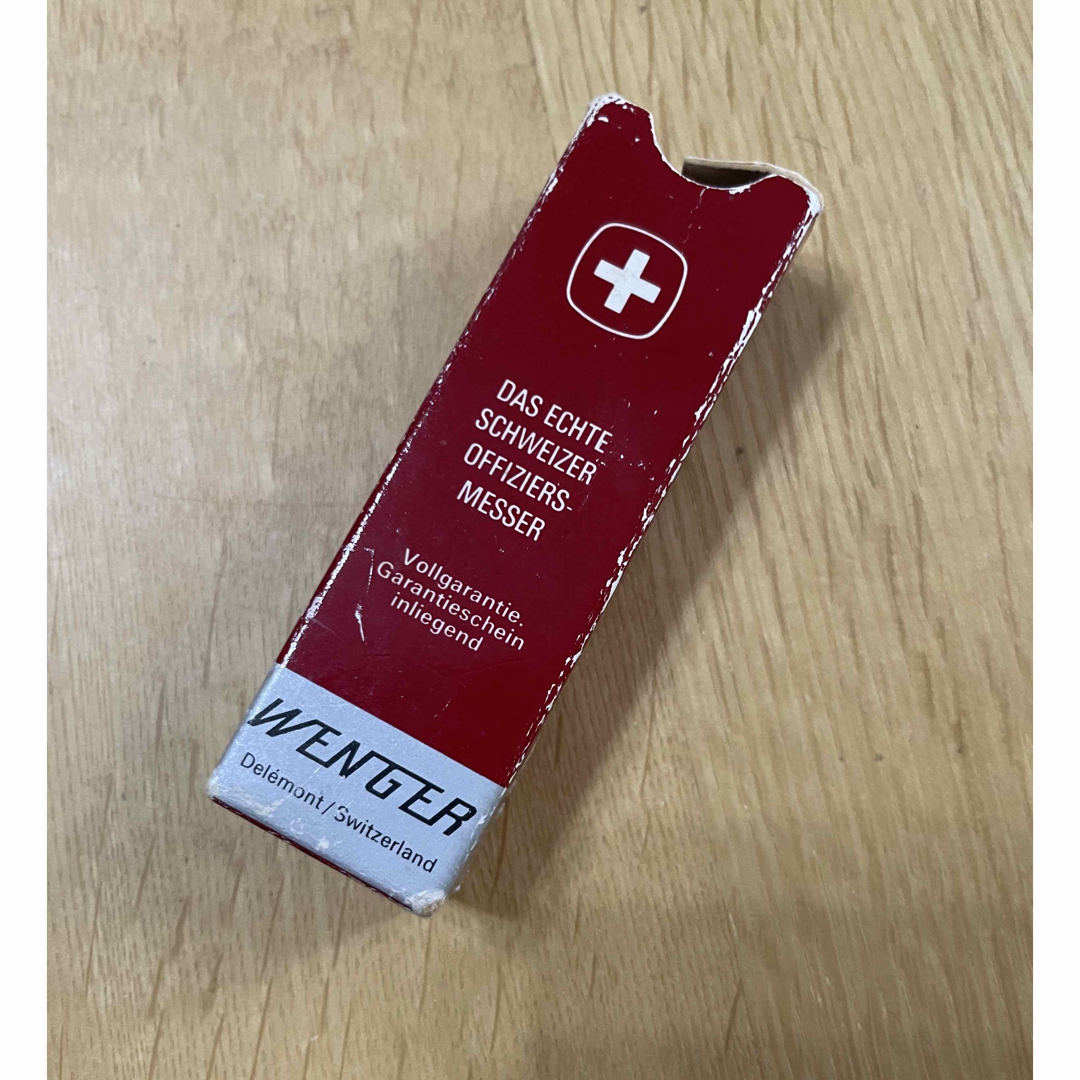 DAS ECHTE
SCHWEIZER
OFFIZIERS-
MESSER
Vollgarantie.
Garantieschein
inliegend
WENGER
Delémont / Switzerland